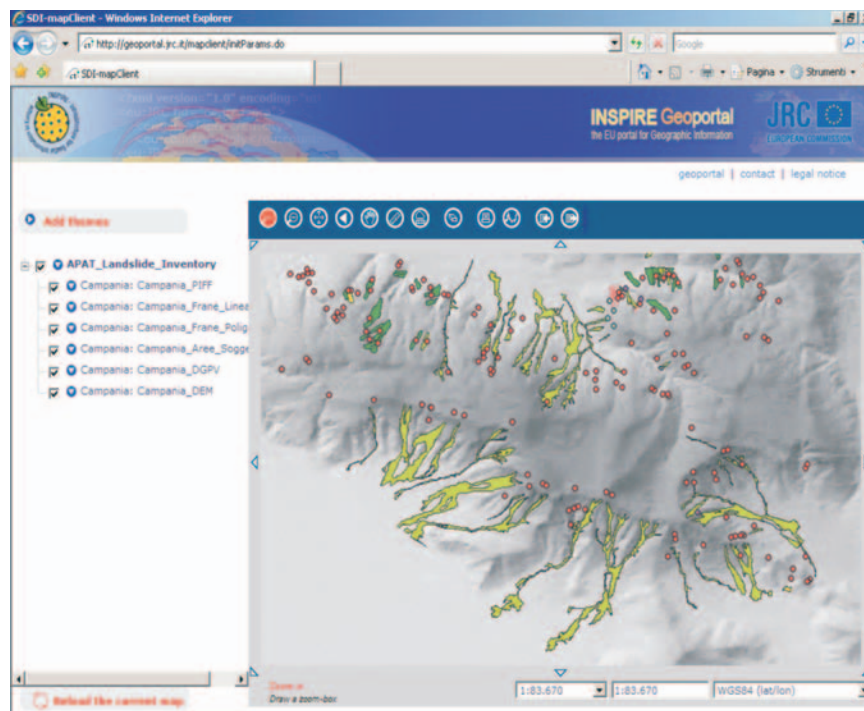 SDI-mapClient - Windows Internet Explorer
http://geoportal.jrc.it/mapclient/initParams.do
Google
SDI-mapClient
Pagina
Strumenti
INSPIRE Geoportal
the EU portal for Geographic Information
JRC
EUROPEAN COMMISSION
geoportal | contact | legal notice
Add themes
APAT_Landslide_Inventory
Campania: Campania_PIFF
Campania: Campania_Frane_Linea
Campania: Campania_Frane_Polig
Campania: Campania_Aree_Sogge
Campania: Campania_DGPV
Campania: Campania_DEM
Zoom in
Draw a zoom-box
1:83.670
1:83.670
WGS84 (lat/lon)
Reload the current map